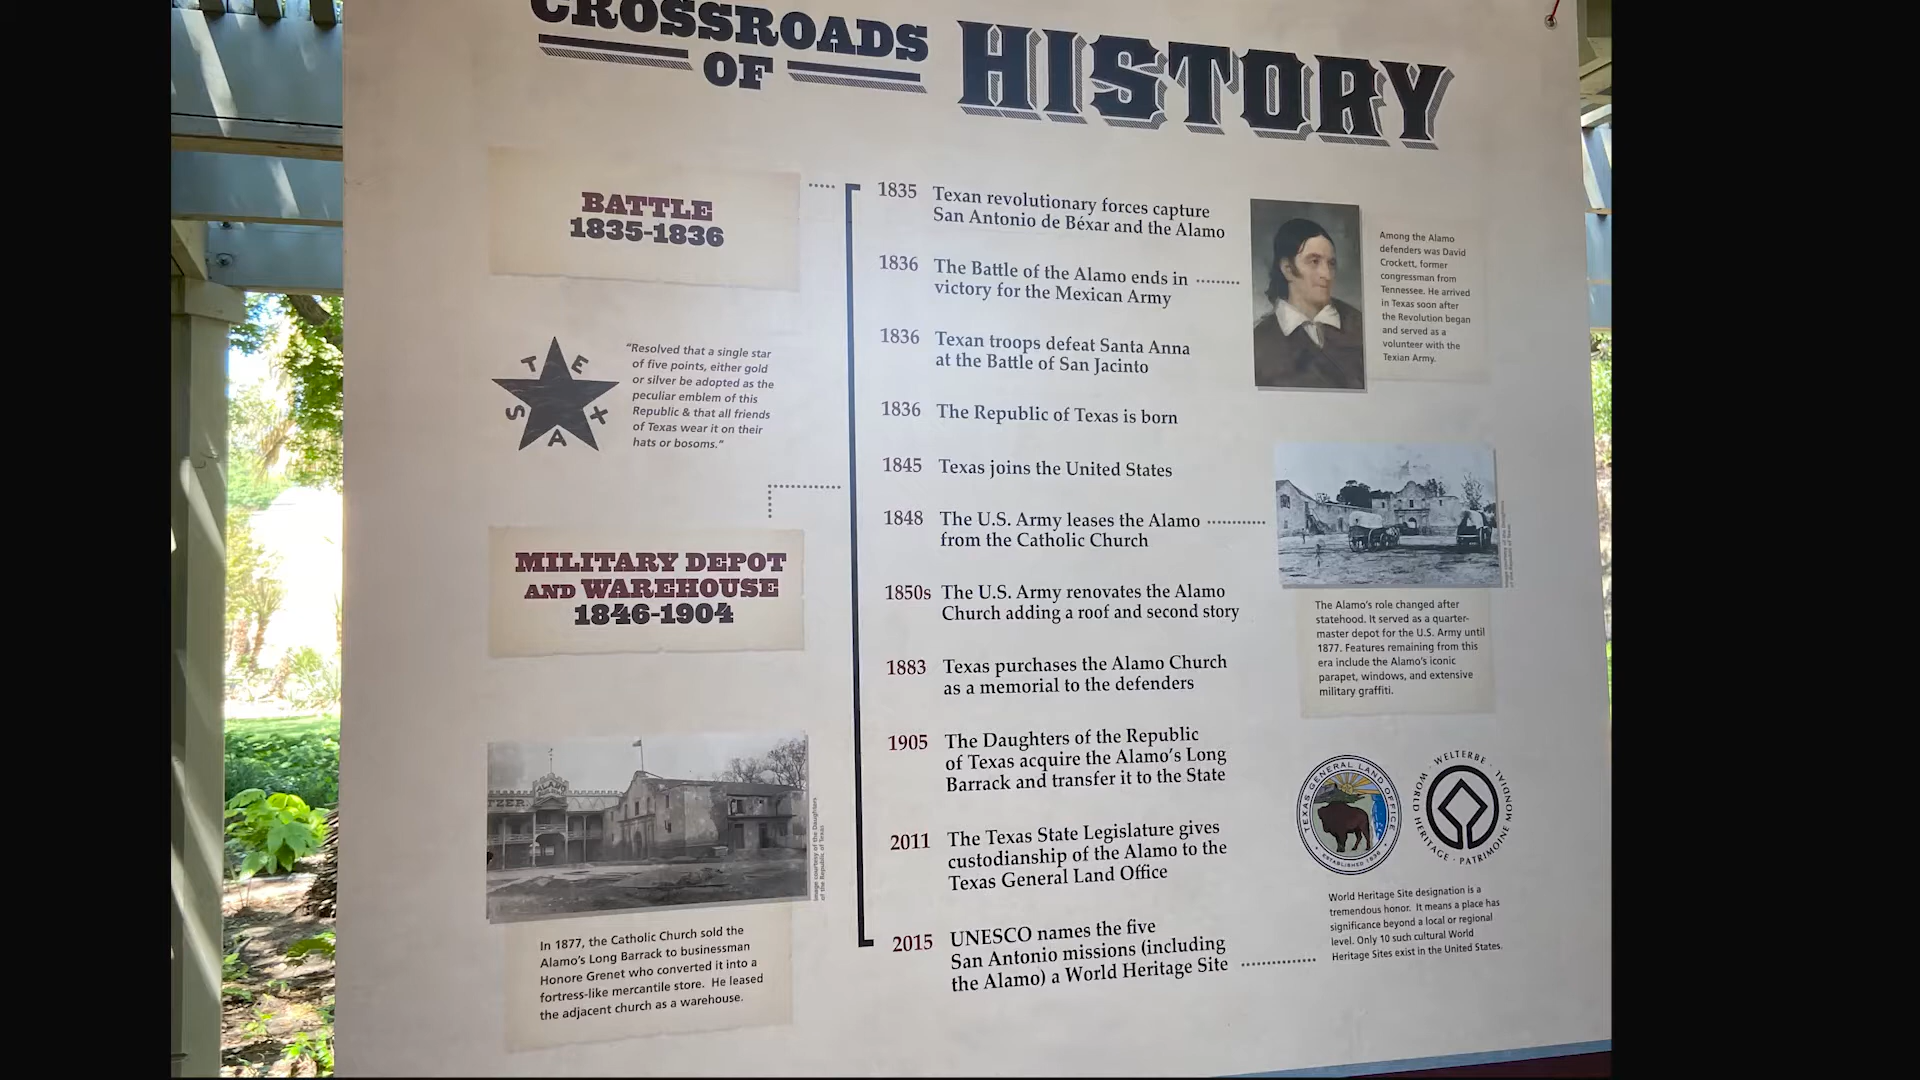 CROSSROADS
OF
HISTORY
BATTLE
1835-1836
TEXAS
"Resolved that a single star
of five points, either gold
or silver be adopted as the
peculiar emblem of this
Republic & that all friends
of Texas wear it on their
hats or bosoms."
MILITARY DEPOT
AND WAREHOUSE
1846-1904
ALAMO
TZER.
Image courtesy of the Daughters
of the Republic of Texas
In 1877, the Catholic Church sold the
Alamo's Long Barrack to businessman
Honore Grenet who converted it into a
fortress-like mercantile store. He leased
the adjacent church as a warehouse.
1835 Texan revolutionary forces capture
San Antonio de Béxar and the Alamo
1836 The Battle of the Alamo ends in
victory for the Mexican Army
1836 Texan troops defeat Santa Anna
at the Battle of San Jacinto
1836 The Republic of Texas is born
1845 Texas joins the United States
1848 The U.S. Army leases the Alamo
from the Catholic Church
1850s The U.S. Army renovates the Alamo
Church adding a roof and second story
1883 Texas purchases the Alamo Church
as a memorial to the defenders
1905 The Daughters of the Republic
of Texas acquire the Alamo's Long
Barrack and transfer it to the State
2011 The Texas State Legislature gives
custodianship of the Alamo to the
Texas General Land Office
2015 UNESCO names the five
San Antonio missions (including
the Alamo) a World Heritage Site
Among the Alamo
defenders was David
Crockett, former
congressman from
Tennessee. He arrived
in Texas soon after
the Revolution began
and served as a
volunteer with the
Texian Army.
The Alamo's role changed after
statehood. It served as a quarter-
master depot for the U.S. Army until
1877. Features remaining from this
era include the Alamo's iconic
parapet, windows, and extensive
military graffiti.
TEXAS GENERAL LAND OFFICE
ESTABLISHED 1836
WORLD HERITAGE · WELTERBE · PATRIMOINE MONDIAL
World Heritage Site designation is a
tremendous honor. It means a place has
significance beyond a local or regional
level. Only 10 such cultural World
Heritage Sites exist in the United States.